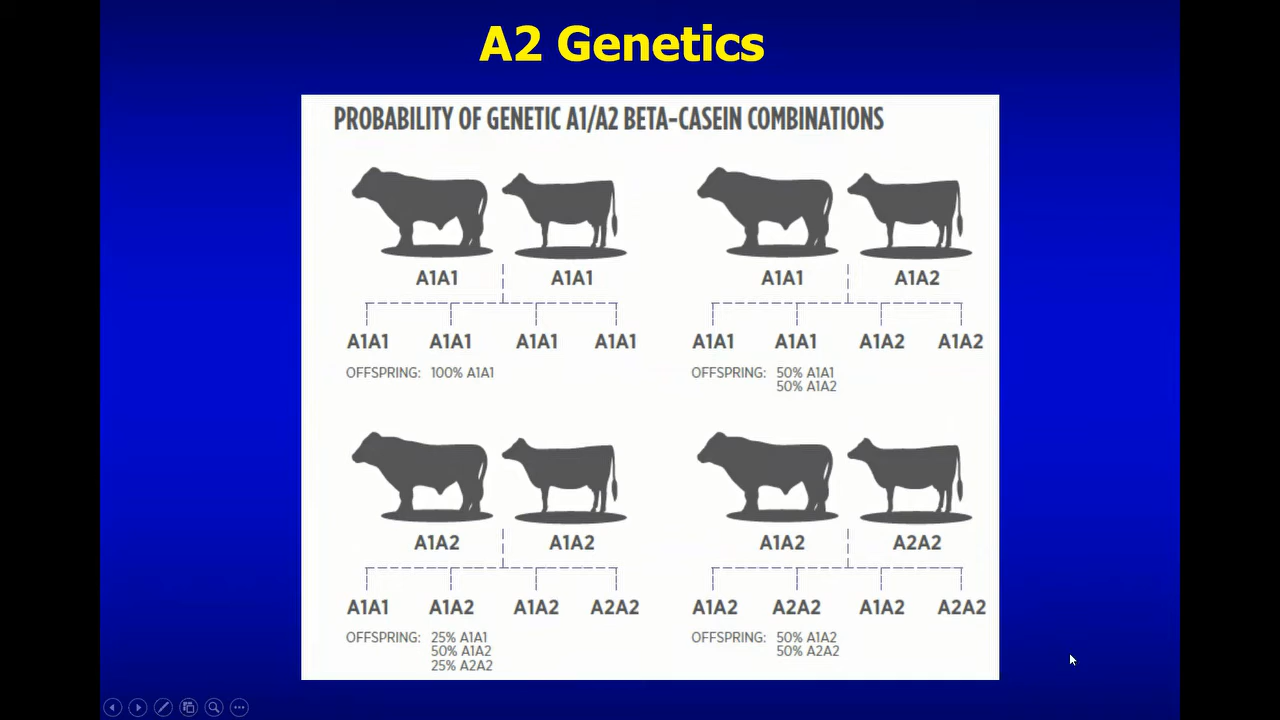 A2 Genetics
PROBABILITY OF GENETIC A1/A2 BETA-CASEIN COMBINATIONS
A1A1 A1A1
A1A1 A1A1 A1A1 A1A1
OFFSPRING: 100% A1A1
A1A1 A1A2
A1A1 A1A1 A1A2 A1A2
OFFSPRING: 50% A1A1
50% A1A2
A1A2 A1A2
A1A1 A1A2 A1A2 A2A2
OFFSPRING: 25% A1A1
50% A1A2
25% A2A2
A1A2 A2A2
A1A2 A2A2 A1A2 A2A2
OFFSPRING: 50% A1A2
50% A2A2